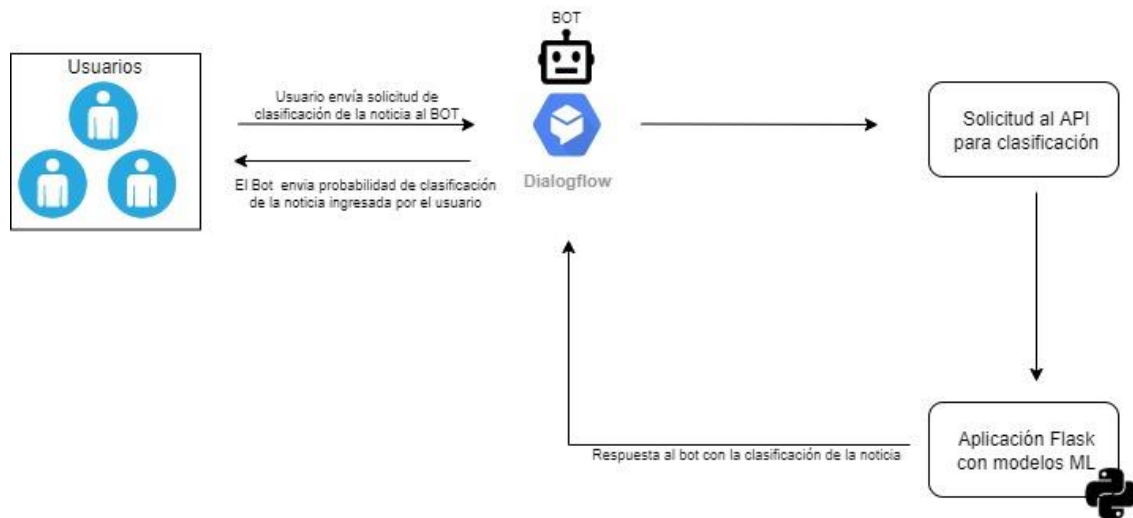 BOT
Usuarios
Usuario envía solicitud de
clasificación de la noticia al BOT
El Bot envia probabilidad de clasificación
de la noticia ingresada por el usuario
Dialogflow
Solicitud al API
para clasificación
Respuesta al bot con la clasificación de la noticia
Aplicación Flask
con modelos ML